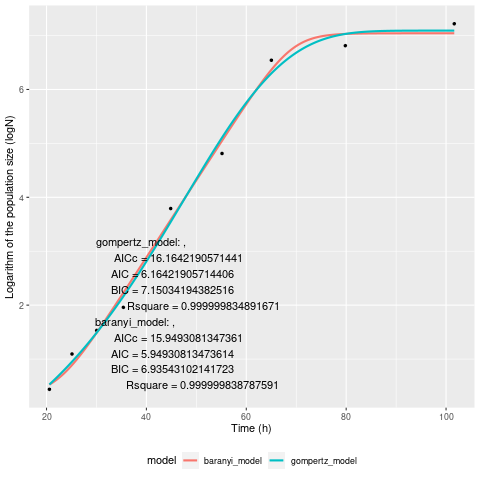 Logarithm of the population size (logN)
6
4
2
gompertz_model: ,
AICc = 16.1642190571441
AIC = 6.16421905714406
BIC = 7.15034194382516
Rsquare = 0.999999834891671
baranyi_model: ,
AICc = 15.9493081347361
AIC = 5.94930813473614
BIC = 6.93543102141723
Rsquare = 0.999999838787591
20 40 60 80 100
Time (h)
model baranyi_model gompertz_model